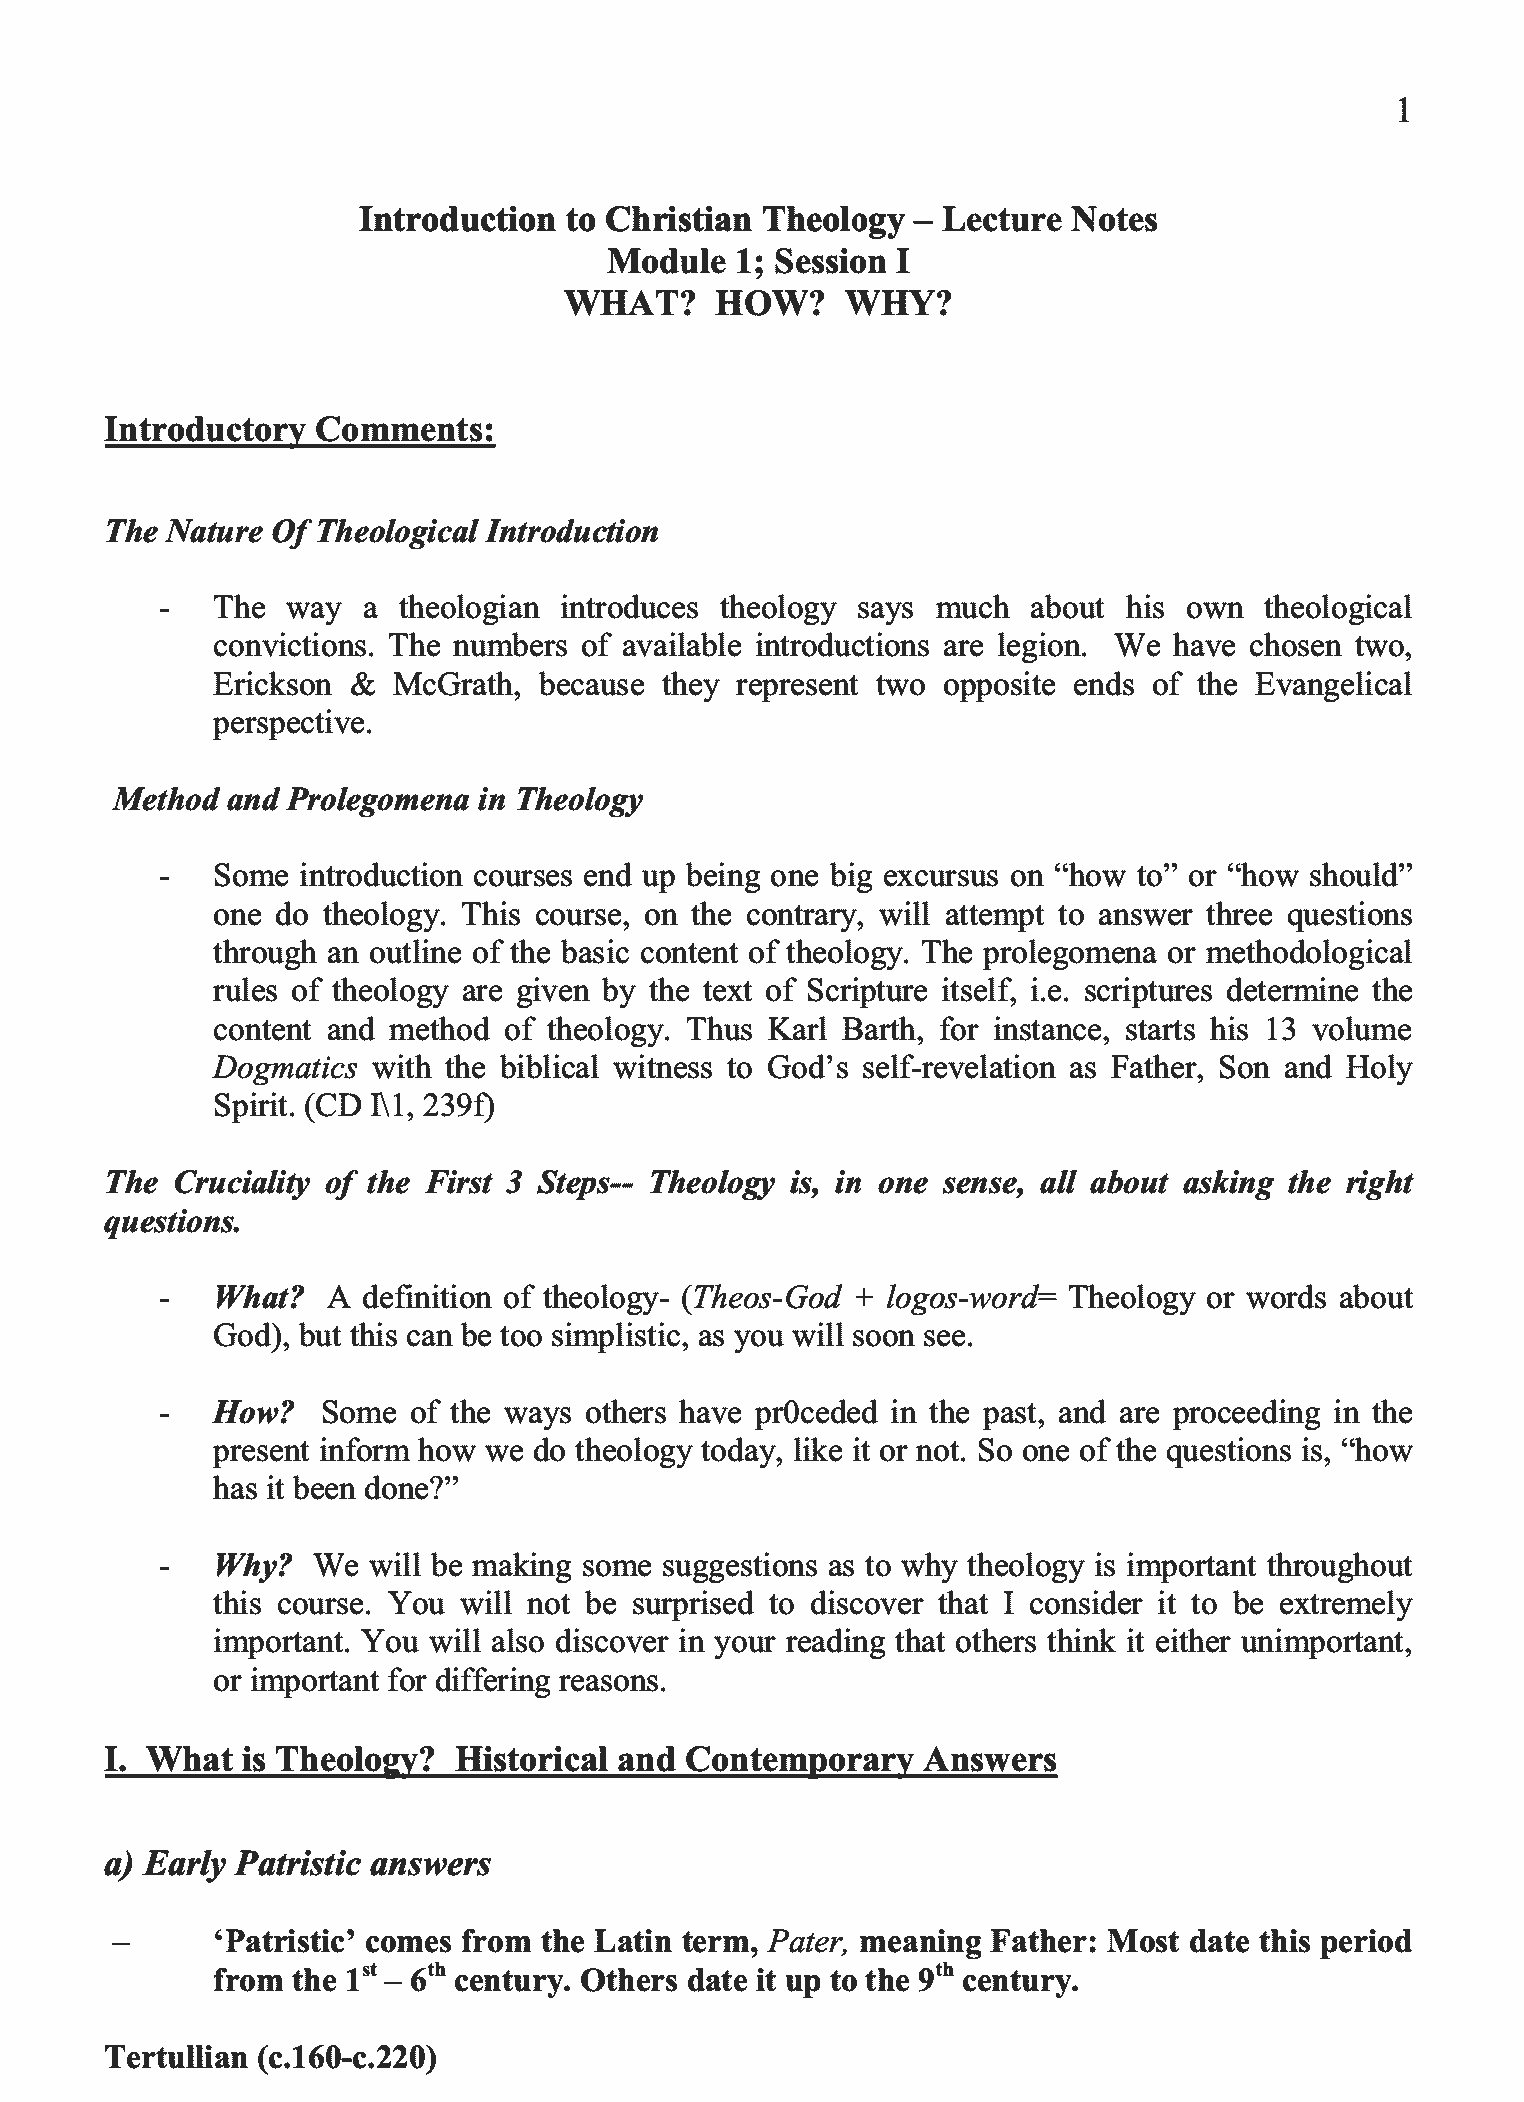 1
Introduction to Christian Theology – Lecture Notes
Module 1; Session I
WHAT? HOW? WHY?
Introductory Comments:
The Nature Of Theological Introduction
- The way a theologian introduces theology says much about his own theological
convictions. The numbers of available introductions are legion. We have chosen two,
Erickson & McGrath, because they represent two opposite ends of the Evangelical
perspective.
Method and Prolegomena in Theology
- Some introduction courses end up being one big excursus on “how to” or “how should”
one do theology. This course, on the contrary, will attempt to answer three questions
through an outline of the basic content of theology. The prolegomena or methodological
rules of theology are given by the text of Scripture itself, i.e. scriptures determine the
content and method of theology. Thus Karl Barth, for instance, starts his 13 volume
Dogmatics with the biblical witness to God’s self-revelation as Father, Son and Holy
Spirit. (CD I\1, 239f)
The Cruciality of the First 3 Steps-- Theology is, in one sense, all about asking the right
questions.
- What? A definition of theology- (Theos-God + logos-word= Theology or words about
God), but this can be too simplistic, as you will soon see.
- How? Some of the ways others have pr0ceded in the past, and are proceeding in the
present inform how we do theology today, like it or not. So one of the questions is, “how
has it been done?”
- Why? We will be making some suggestions as to why theology is important throughout
this course. You will not be surprised to discover that I consider it to be extremely
important. You will also discover in your reading that others think it either unimportant,
or important for differing reasons.
I. What is Theology? Historical and Contemporary Answers
a) Early Patristic answers
– ‘Patristic’ comes from the Latin term, Pater, meaning Father: Most date this period
from the 1st – 6th century. Others date it up to the 9th century.
Tertullian (c.160-c.220)